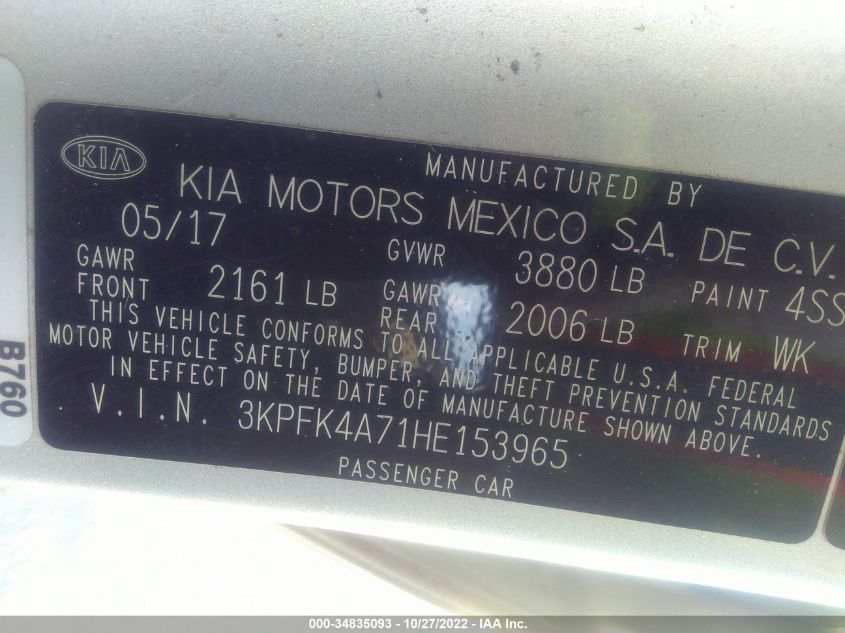 KIA
MANUFACTURED BY
KIA MOTORS MEXICO S.A. DE C.V.
05/17
GAWR FRONT 2161 LB
GVWR 3880 LB
GAWR REAR 2006 LB
PAINT 4SS
TRIM WK
THIS VEHICLE CONFORMS TO ALL APPLICABLE U.S.A. FEDERAL
MOTOR VEHICLE SAFETY, BUMPER, AND THEFT PREVENTION STANDARDS
IN EFFECT ON THE DATE OF MANUFACTURE SHOWN ABOVE.
V.I.N. 3KPFK4A71HE153965
PASSENGER CAR
B760
000-34835093 - 10/27/2022 - IAA Inc.